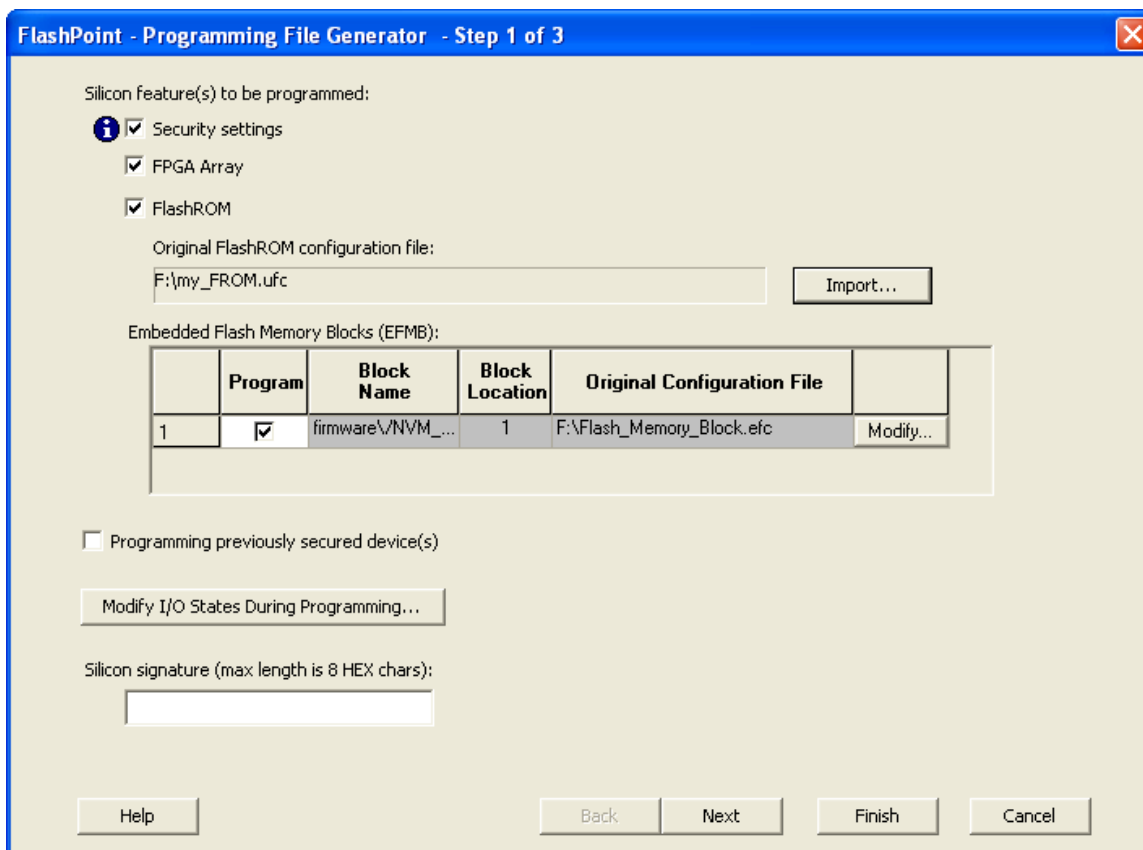 FlashPoint - Programming File Generator - Step 1 of 3
Silicon feature(s) to be programmed:
Security settings
FPGA Array
FlashROM
Original FlashROM configuration file:
F:\my_FROM.ufc
Import...
Embedded Flash Memory Blocks (EFMB):
Program Block Name Block Location Original Configuration File
1 firmware\/NVM_... 1 F:\Flash_Memory_Block.efc Modify...
Programming previously secured device(s)
Modify I/O States During Programming...
Silicon signature (max length is 8 HEX chars):
Help Back Next Finish Cancel